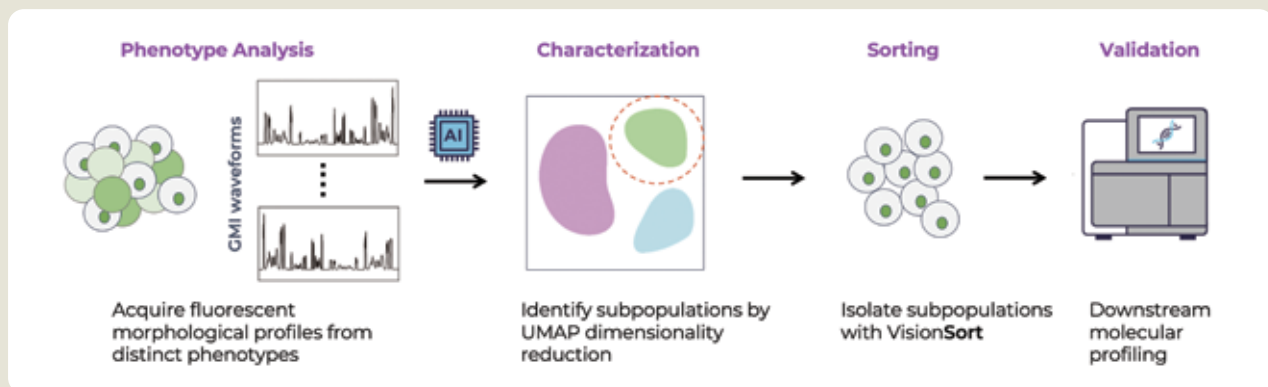 Phenotype Analysis
Characterization
Sorting
Validation
GMI waveforms
AI
Acquire fluorescent
morphological profiles from
distinct phenotypes
Identify subpopulations by
UMAP dimensionality
reduction
Isolate subpopulations
with VisionSort
Downstream
molecular
profiling